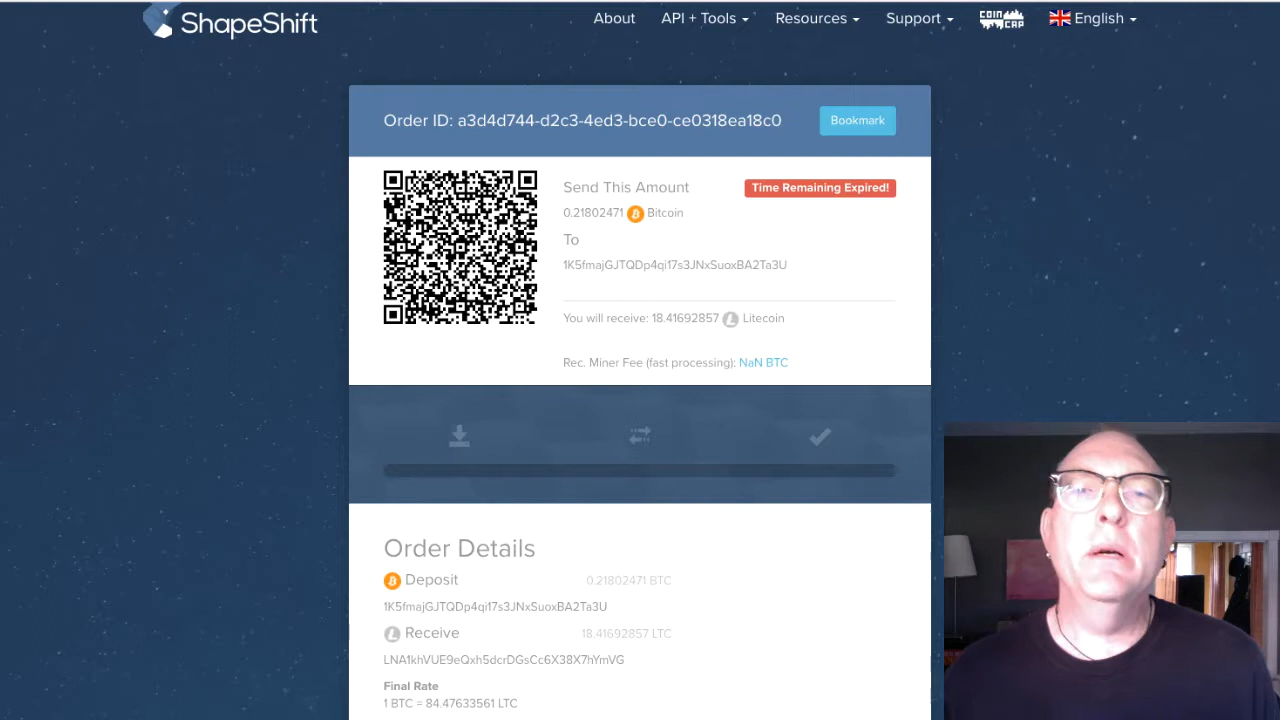 ShapeShift
About API + Tools Resources Support COIN CAP English
Order ID: a3d4d744-d2c3-4ed3-bce0-ce0318ea18c0 Bookmark
Send This Amount Time Remaining Expired!
0.21802471 Bitcoin
To
1K5fmajGJTQDp4qi17s3JNxSuoxBA2Ta3U
You will receive: 18.41692857 Litecoin
Rec. Miner Fee (fast processing): NaN BTC
Order Details
Deposit 0.21802471 BTC
1K5fmajGJTQDp4qi17s3JNxSuoxBA2Ta3U
Receive 18.41692857 LTC
LNA1khVUE9eQxh5dcrDGsCc6X38X7hYmVG
Final Rate
1 BTC = 84.47633561 LTC